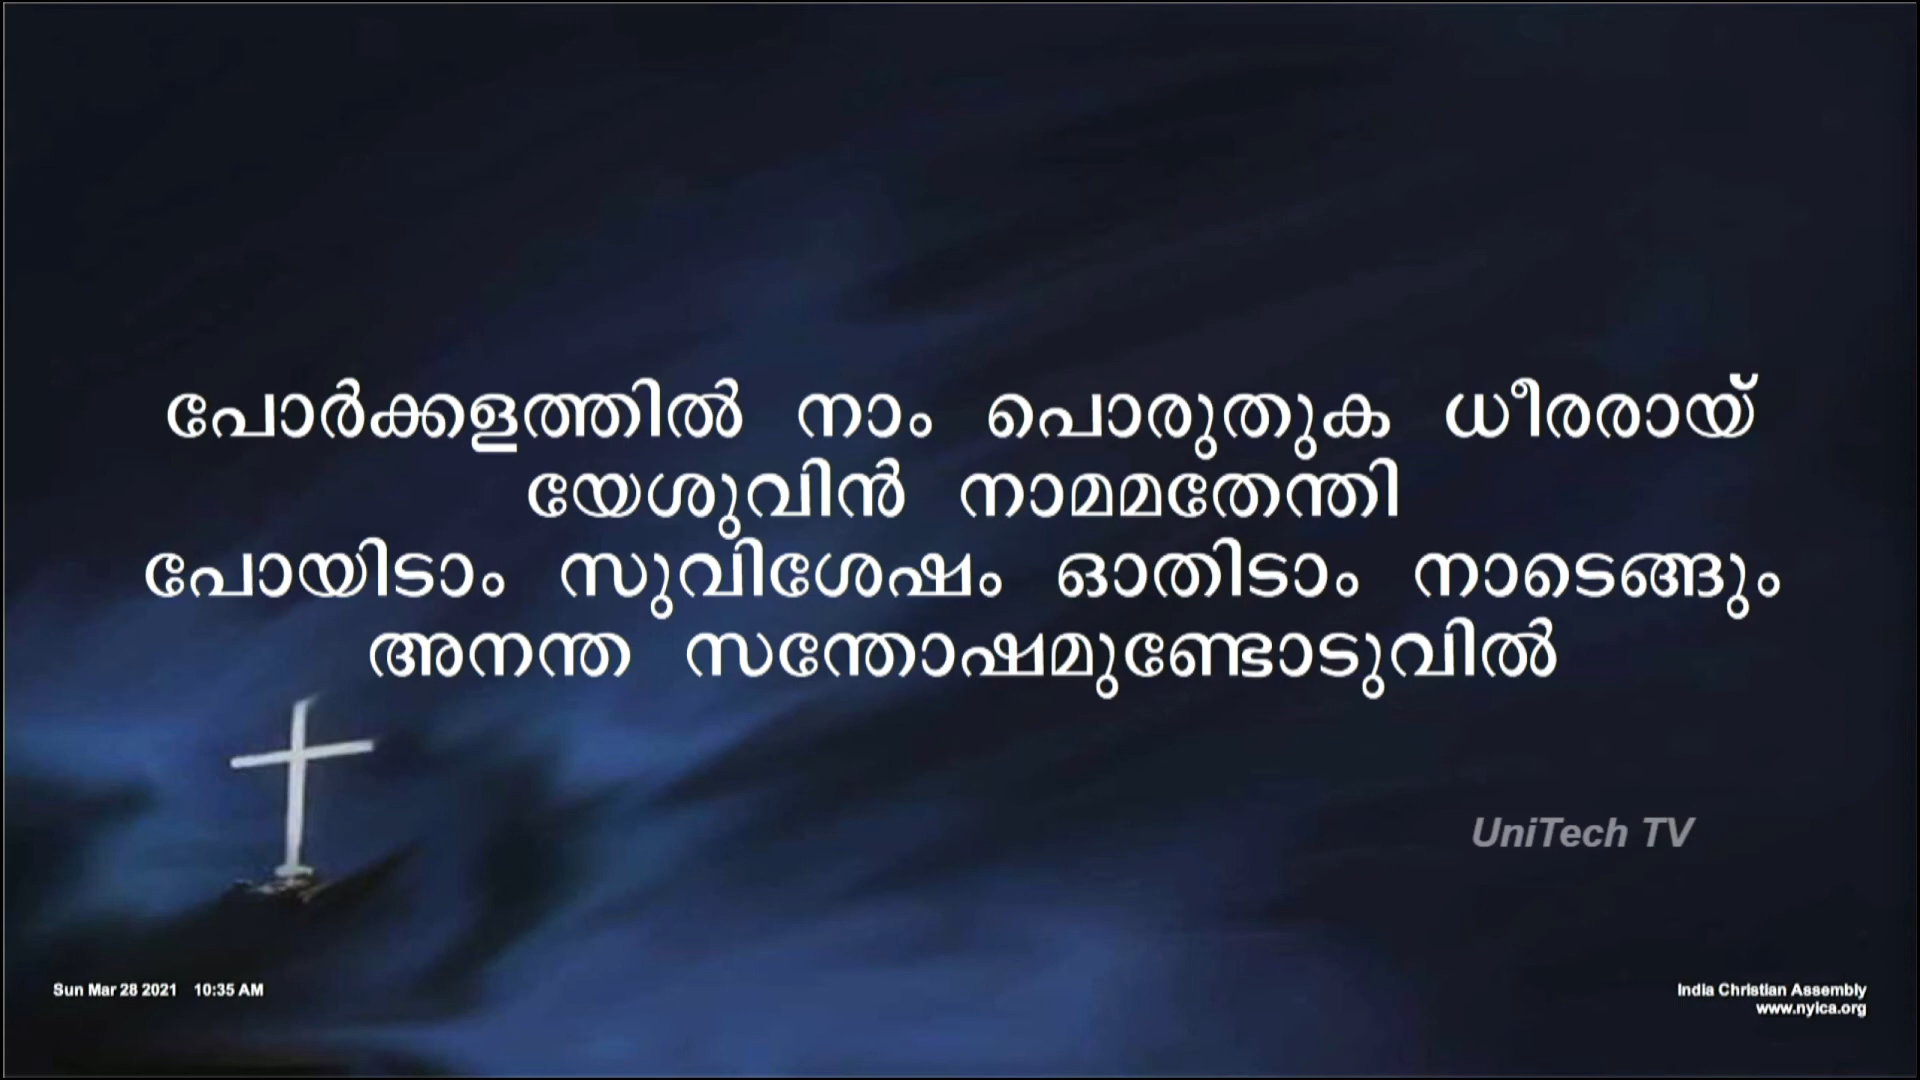 പോർക്കളത്തിൽ നാം പൊരുതുക ധീരരായ്
യേശുവിൻ നാമമതേന്തി
പോയിടാം സുവിശേഷം ഓതിടാം നാടെങ്ങും
അനന്ത സന്തോഷമുണ്ടോടുവിൽ
UniTech TV
Sun Mar 28 2021 10:35 AM
India Christian Assembly
www.nyica.org